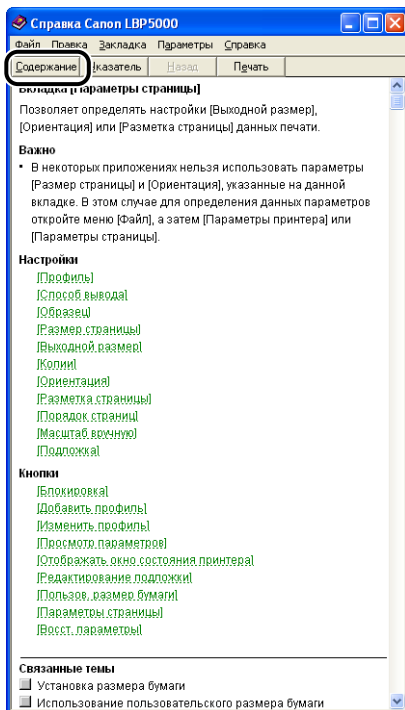 Справка Canon LBP5000
Файл Правка Закладка Параметры Справка
Содержание Указатель Назад Печать
Вкладка [Параметры страницы]
Позволяет определять настройки [Выходной размер],
[Ориентация] или [Разметка страницы] данных печати.
Важно
• В некоторых приложениях нельзя использовать параметры
[Размер страницы] и [Ориентация], указанные на данной
вкладке. В этом случае для определения данных параметров
откройте меню [Файл], а затем [Параметры принтера] или
[Параметры страницы].
Настройки
[Профиль]
[Способ вывода]
[Образец]
[Размер страницы]
[Выходной размер]
[Копии]
[Ориентация]
[Разметка страницы]
[Порядок страниц]
[Масштаб вручную]
[Подложка]
Кнопки
[Блокировка]
[Добавить профиль]
[Изменить профиль]
[Просмотр параметров]
[Отображать окно состояния принтера]
[Редактирование подложки]
[Пользов. размер бумаги]
[Параметры страницы]
[Восст. параметры]
Связанные темы
Установка размера бумаги
Использование пользовательского размера бумаги